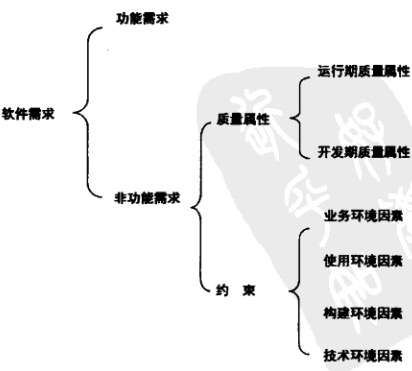 功能需求
运行期质量属性
软件需求
质量属性
开发期质量属性
非功能需求
业务环境因素
使用环境因素
约 束
构建环境因素
技术环境因素